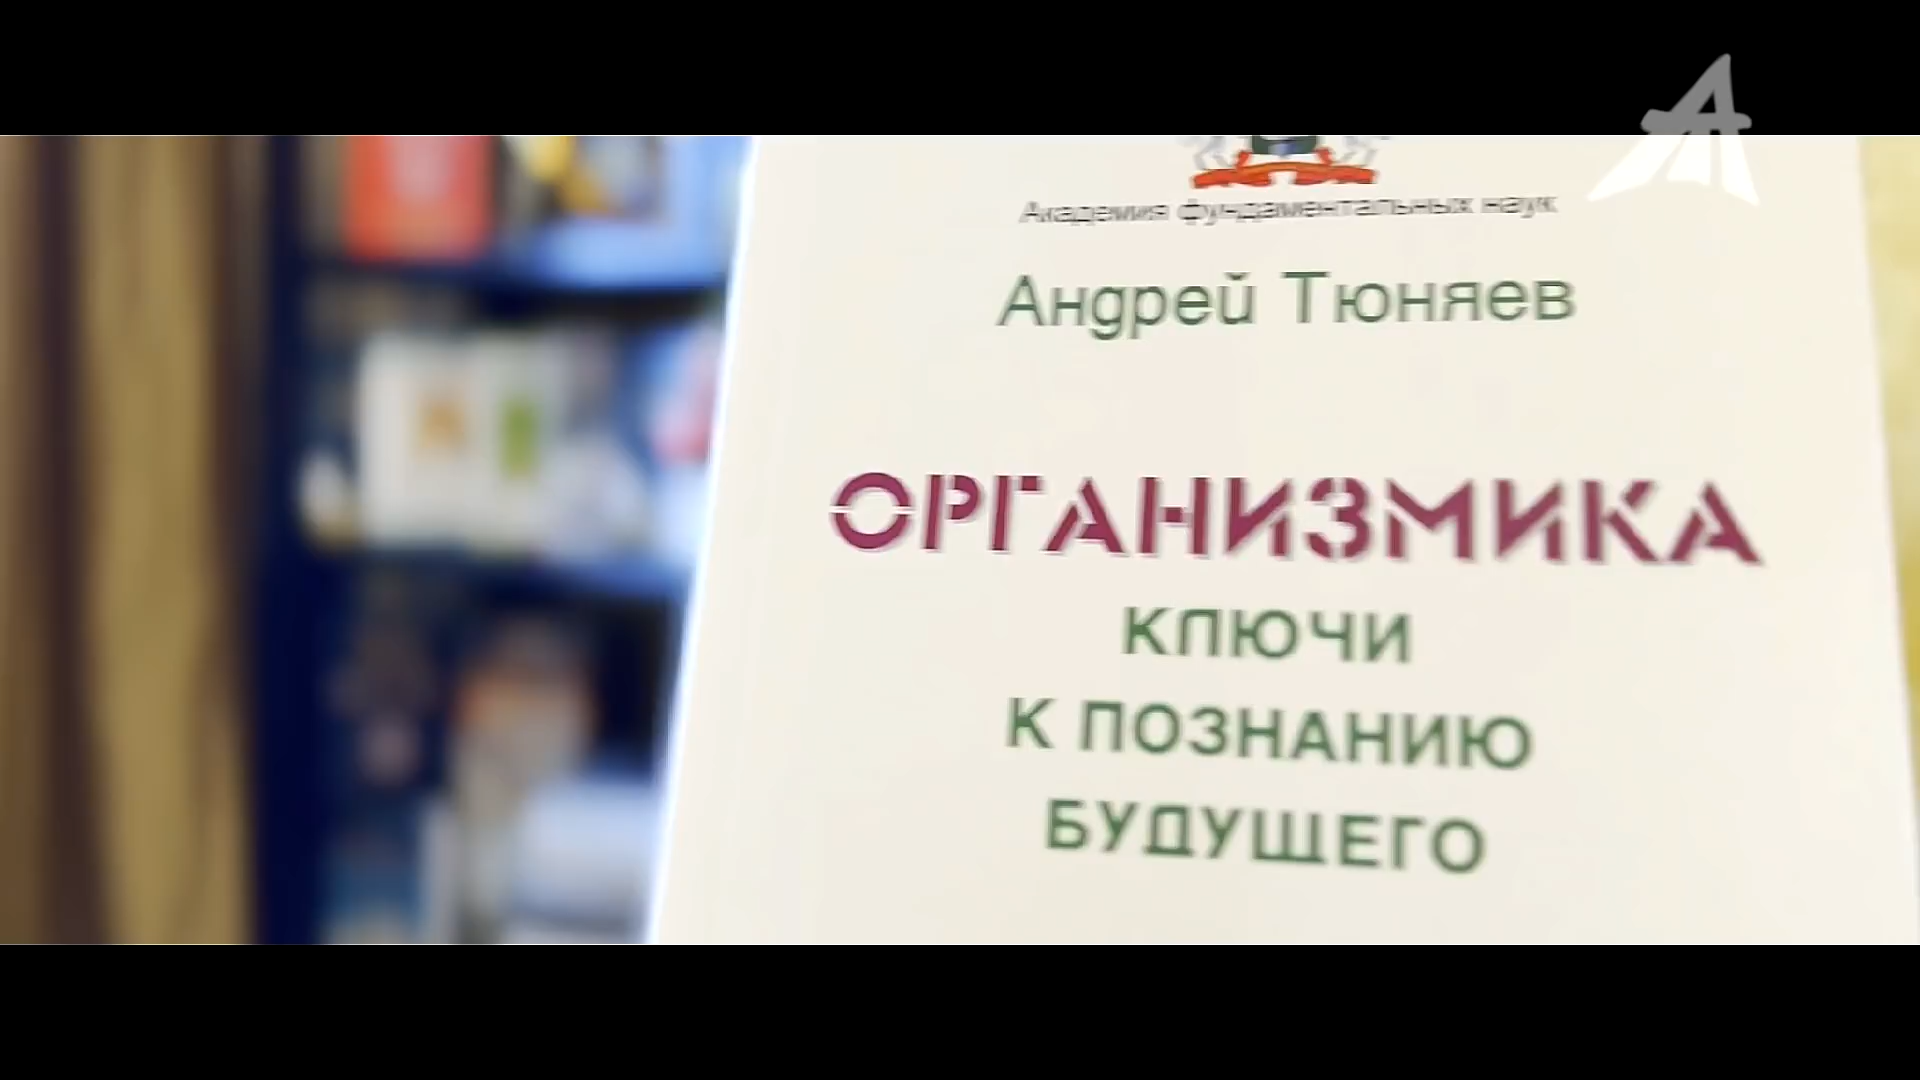 Академия фундаментальных наук
Андрей Тюняев
ОРГАНИЗМИКА
КЛЮЧИ
К ПОЗНАНИЮ
БУДУЩЕГО